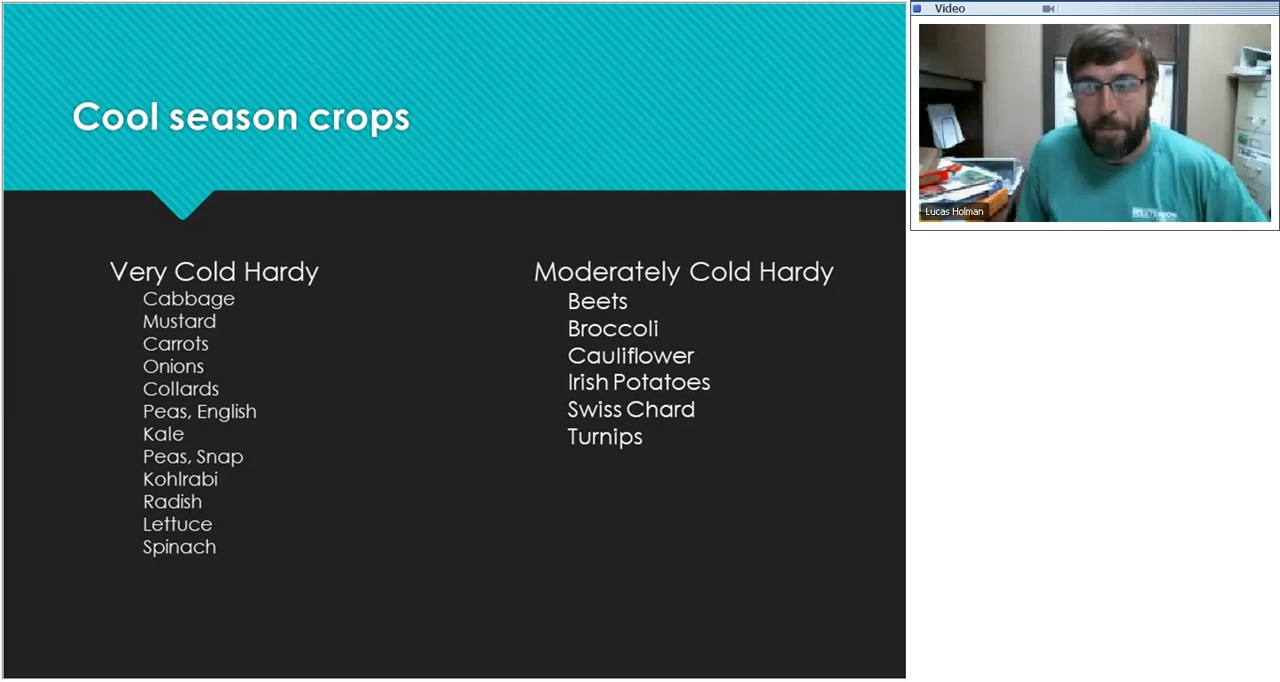 Cool season crops
Very Cold Hardy
Cabbage
Mustard
Carrots
Onions
Collards
Peas, English
Kale
Peas, Snap
Kohlrabi
Radish
Lettuce
Spinach
Moderately Cold Hardy
Beets
Broccoli
Cauliflower
Irish Potatoes
Swiss Chard
Turnips
Video
Lucas Holman